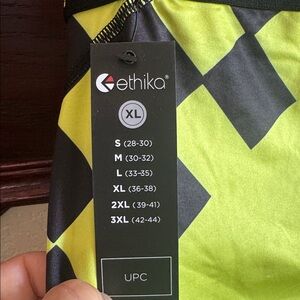 ethika®
XL
S (28-30)
M (30-32)
L (33-35)
XL (36-38)
2XL (39-41)
3XL (42-44)
UPC